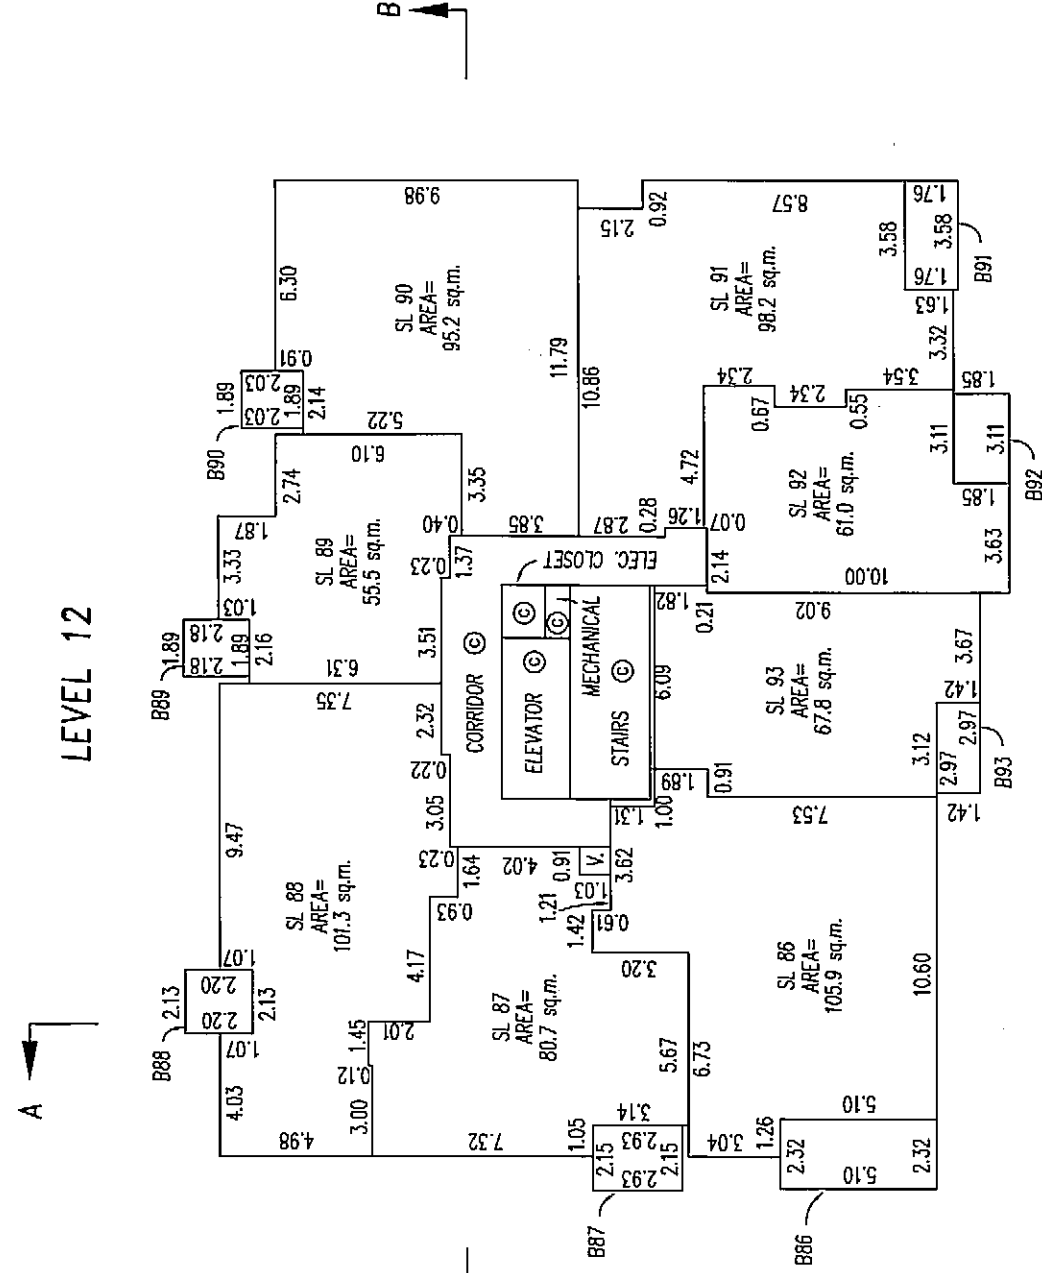 LEVEL 12
A
B
B88
2.13
2.20
2.20
2.13
1.07
1.07
4.03
9.47
4.98
3.00
0.12
1.45
2.01
4.17
0.93
1.64
0.23
3.05
0.22
2.32
7.35
SL 88
AREA=
101.3 sq.m.
B89
1.89
2.18
2.18
1.89
2.16
1.03
3.33
1.87
2.74
6.31
3.51
0.23
1.37
0.40
6.10
SL 89
AREA=
55.5 sq.m.
B90
1.89
2.03
2.03
1.89
2.14
0.91
6.30
9.98
5.22
3.35
3.85
11.79
SL 90
AREA=
95.2 sq.m.
10.86
2.15
0.92
8.57
2.87
0.28
1.26
0.07
4.72
2.34
0.67
2.34
0.55
3.54
3.32
1.63
3.58
1.76
1.76
3.58
B91
SL 91
AREA=
98.2 sq.m.
2.14
10.00
3.11
1.85
1.85
3.11
3.63
B92
SL 92
AREA=
61.0 sq.m.
1.82
0.21
9.02
6.09
1.89
0.91
7.53
3.12
1.42
1.42
2.97
2.97
3.67
B93
SL 93
AREA=
67.8 sq.m.
CORRIDOR ©
ELEVATOR ©
STAIRS ©
MECHANICAL
©
©
ELEC. CLOSET
V.
4.02
0.91
1.03
3.62
1.31
1.00
1.21
1.42
0.61
3.20
5.67
6.73
7.32
1.05
3.14
2.15
2.93
2.93
2.15
B87
SL 87
AREA=
80.7 sq.m.
3.04
1.26
2.32
5.10
5.10
2.32
10.60
B86
SL 86
AREA=
105.9 sq.m.